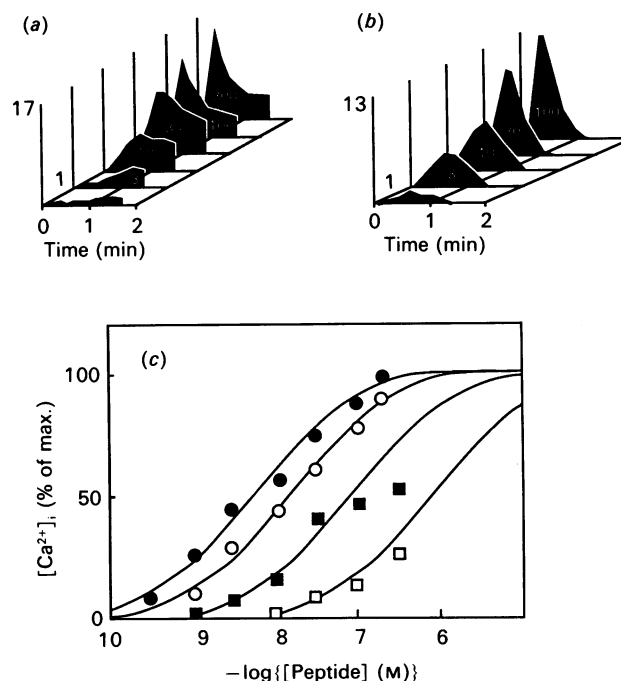 (a)
(b)
17
1
0 1 2
Time (min)
13
1
100
0 1 2
Time (min)
(c)
100
50
0
[Ca²⁺]ᵢ (% of max.)
10 9 8 7 6
−log{[Peptide] (M)}